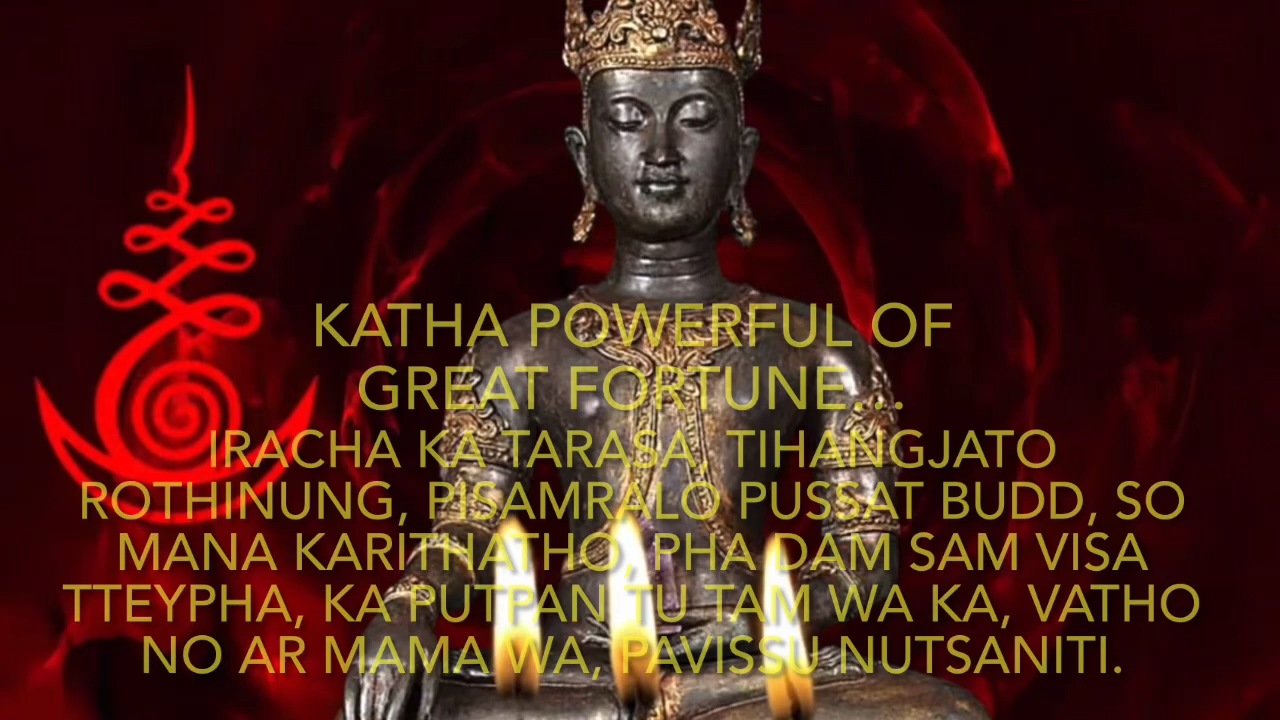 KATHA POWERFUL OF
GREAT FORTUNE...
IRACHA KA TARASA, TIHANGJATO
ROTHINUNG, PISAMRALO PUSSAT BUDD, SO
MANA KARITHATHO, PHA DAM SAM VISA
TTEYPHA, KA PUTPAN TU TAM WA KA, VATHO
NO AR MAMA WA, PAVISSU NUTSANITI.